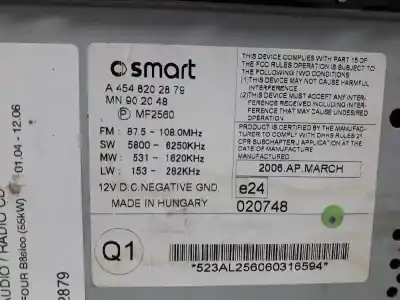 smart
A 454 820 28 79
MN 90 20 48
P MF2560
FM : 87.5 - 108.0MHz
SW : 5800 - 6250KHz
MW : 531 - 1620KHz
LW : 153 - 282KHz
12V D.C.NEGATIVE GND.
MADE IN HUNGARY
THIS DEVICE COMPLIES WITH PART 15 OF
THE FCC RULES OPERATION IS SUBJECT TO
THE FOLLOWING TWO CONDITIONS
(1)THIS DEVICE MAY NOT CAUSE HARMFUL
INTERFERENCE
(2)THIS DEVICE MUST ACCEPT ANY INTER-
FERENCE RECEIVED INCLUDING INTER-
FERENCE THAT MAY CAUSE UNDESIRED
OPERATION
PRODUCT IS CERTIFIED BY THE MANUFAC-
TURER TO COMPLY WITH DHHS RULES 21
CFR SUBCHAPTER J APPLICATION AT THE
DATE OF MANUFACTURE
MANUFACTURED
2006.AP.MARCH
e24
020748
Q1
*523AL256060316594*
AUDIO / RADIO CD
01.04 - 12.06
(55kW)
2879